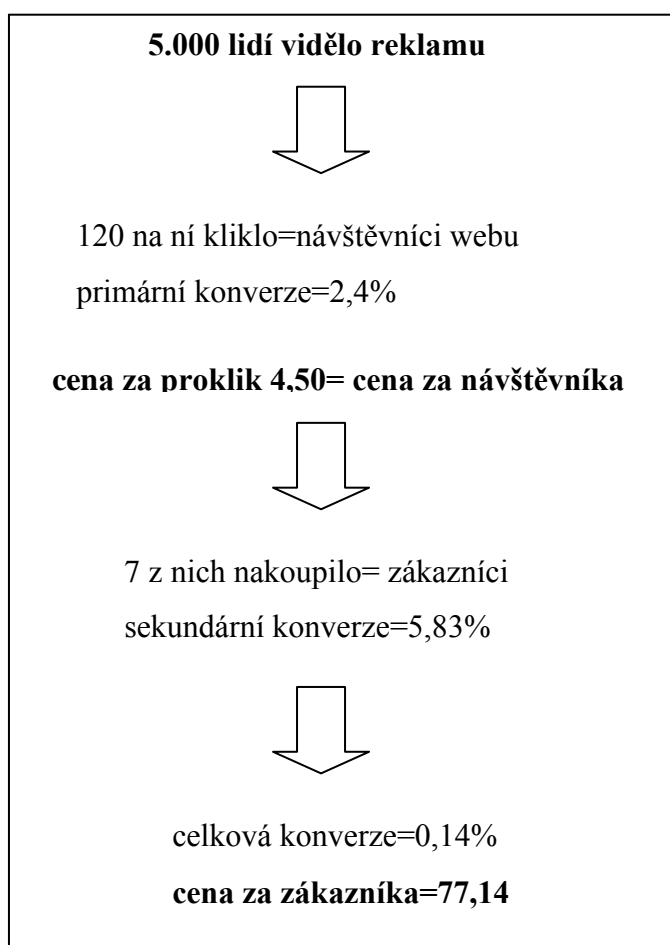 5.000 lidí vidělo reklamu
120 na ní kliklo=návštěvníci webu
primární konverze=2,4%
cena za proklik 4,50= cena za návštěvníka
7 z nich nakoupilo= zákazníci
sekundární konverze=5,83%
celková konverze=0,14%
cena za zákazníka=77,14